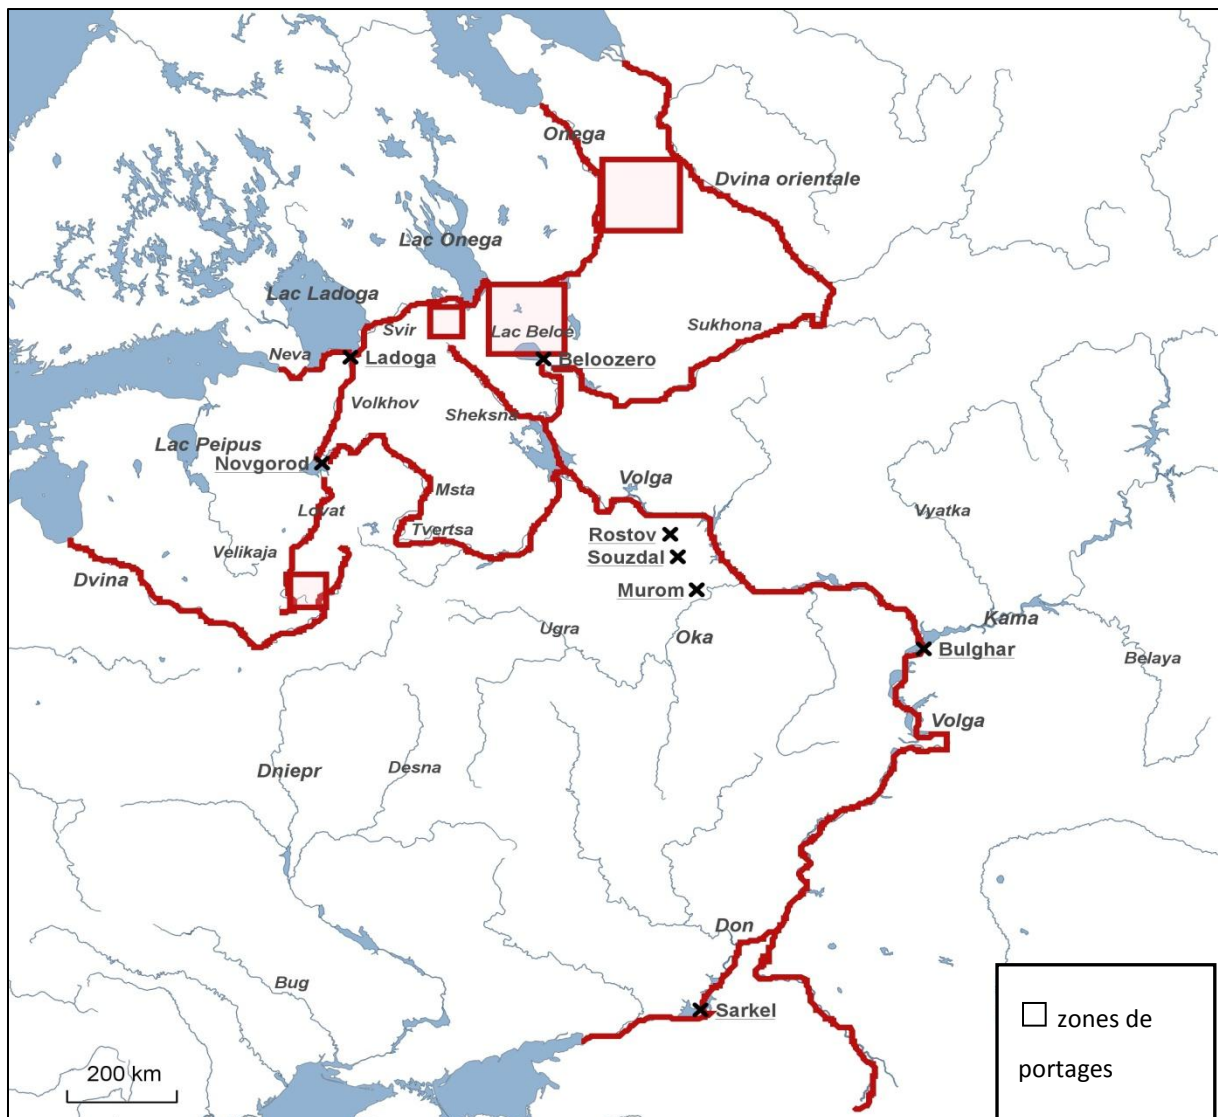 Onega
Dvina orientale
Lac Onega
Lac Ladoga
Svir
Lac Beloe
Sukhona
Neva
Ladoga
Beloozero
Volkhov
Sheksna
Lac Peipus
Novgorod
Msta
Volga
Lovat
Tvertsa
Vyatka
Rostov
Velikaja
Souzdal
Dvina
Murom
Kama
Ugra
Oka
Bulghar
Belaya
Volga
Dniepr
Desna
Don
Bug
Sarkel
zones de
portages
200 km